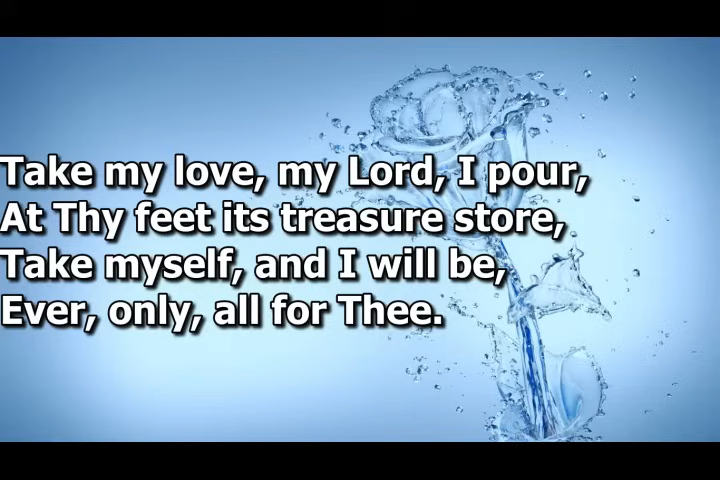 Take my love, my Lord, I pour,
At Thy feet its treasure store,
Take myself, and I will be,
Ever, only, all for Thee.